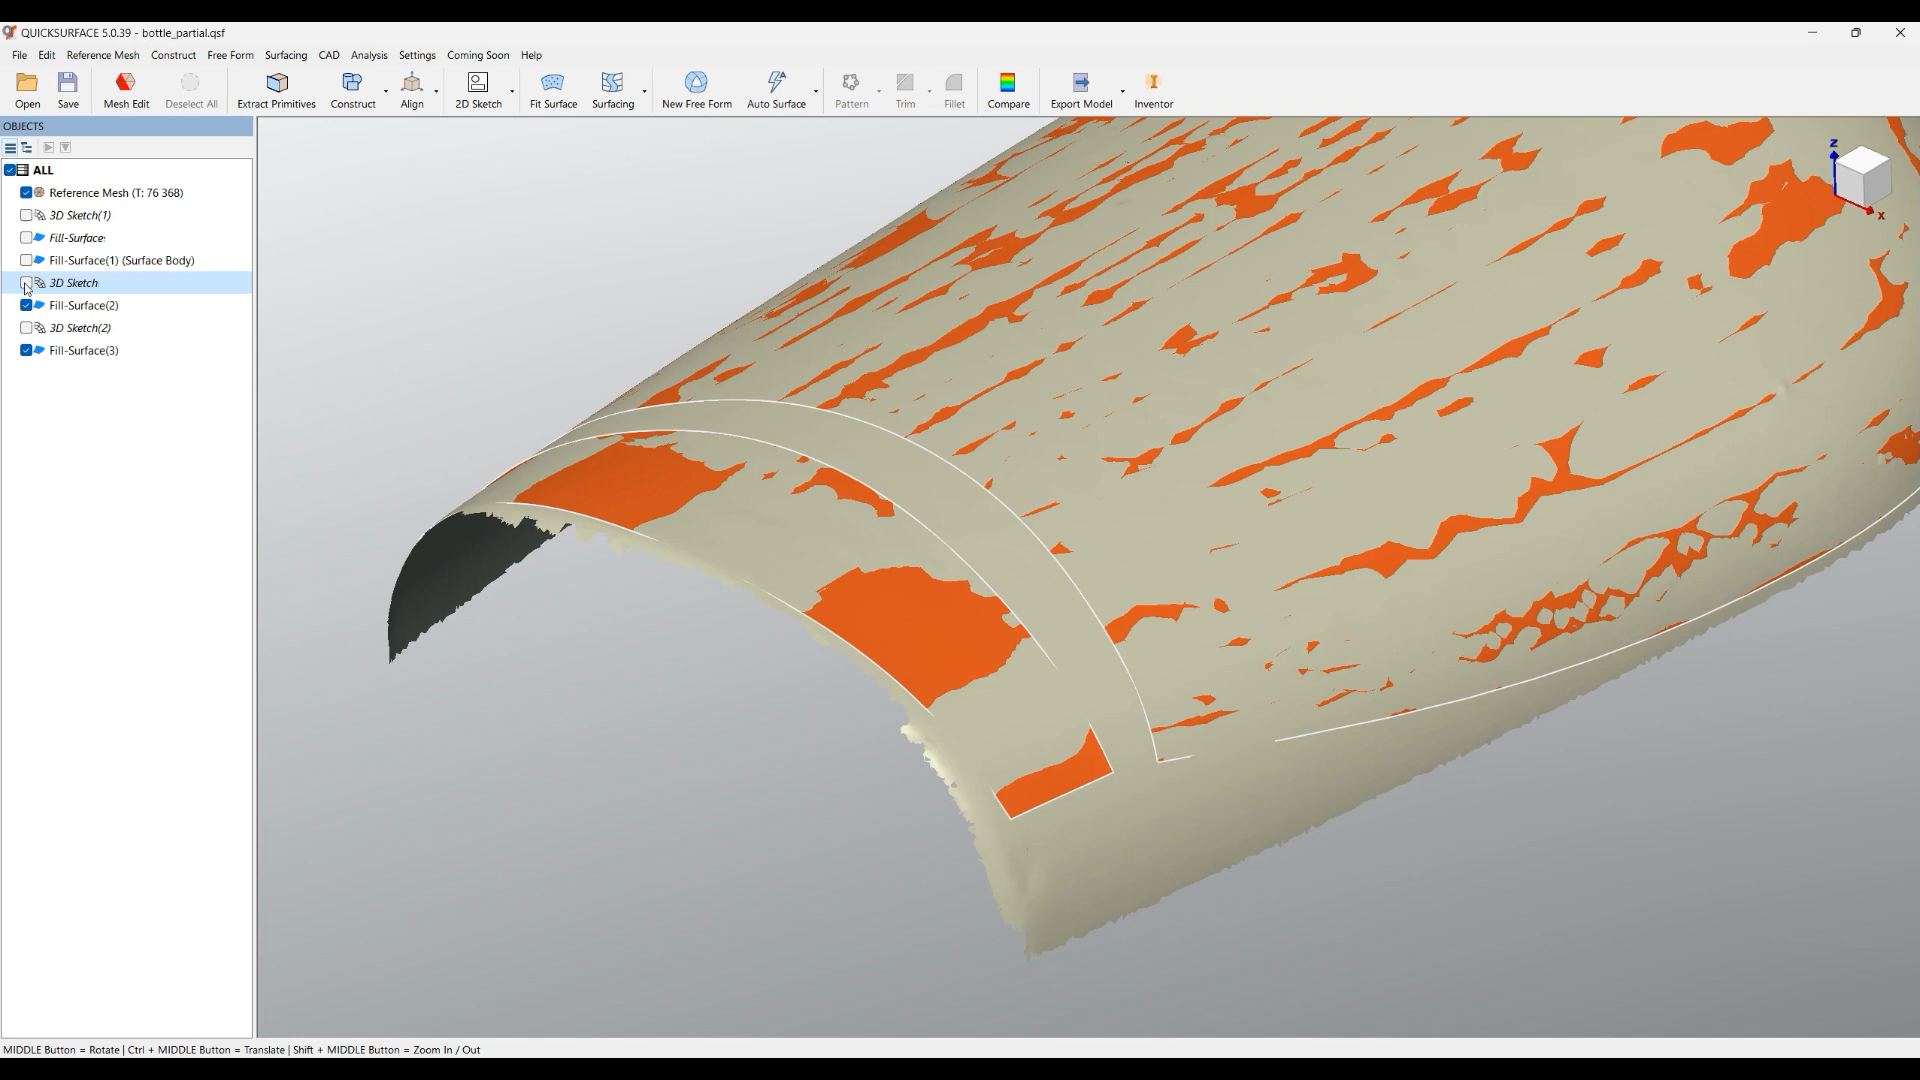 QUICKSURFACE 5.0.39 - bottle_partial.qsf
File Edit Reference Mesh Construct Free Form Surfacing CAD Analysis Settings Coming Soon Help
Open Save Mesh Edit Deselect All Extract Primitives Construct Align 2D Sketch Fit Surface Surfacing New Free Form Auto Surface Pattern Trim Fillet Compare Export Model Inventor
OBJECTS
ALL
Reference Mesh (T: 76 368)
3D Sketch(1)
Fill-Surface
Fill-Surface(1) (Surface Body)
3D Sketch
Fill-Surface(2)
3D Sketch(2)
Fill-Surface(3)
Z
X
MIDDLE Button = Rotate | Ctrl + MIDDLE Button = Translate | Shift + MIDDLE Button = Zoom In / Out